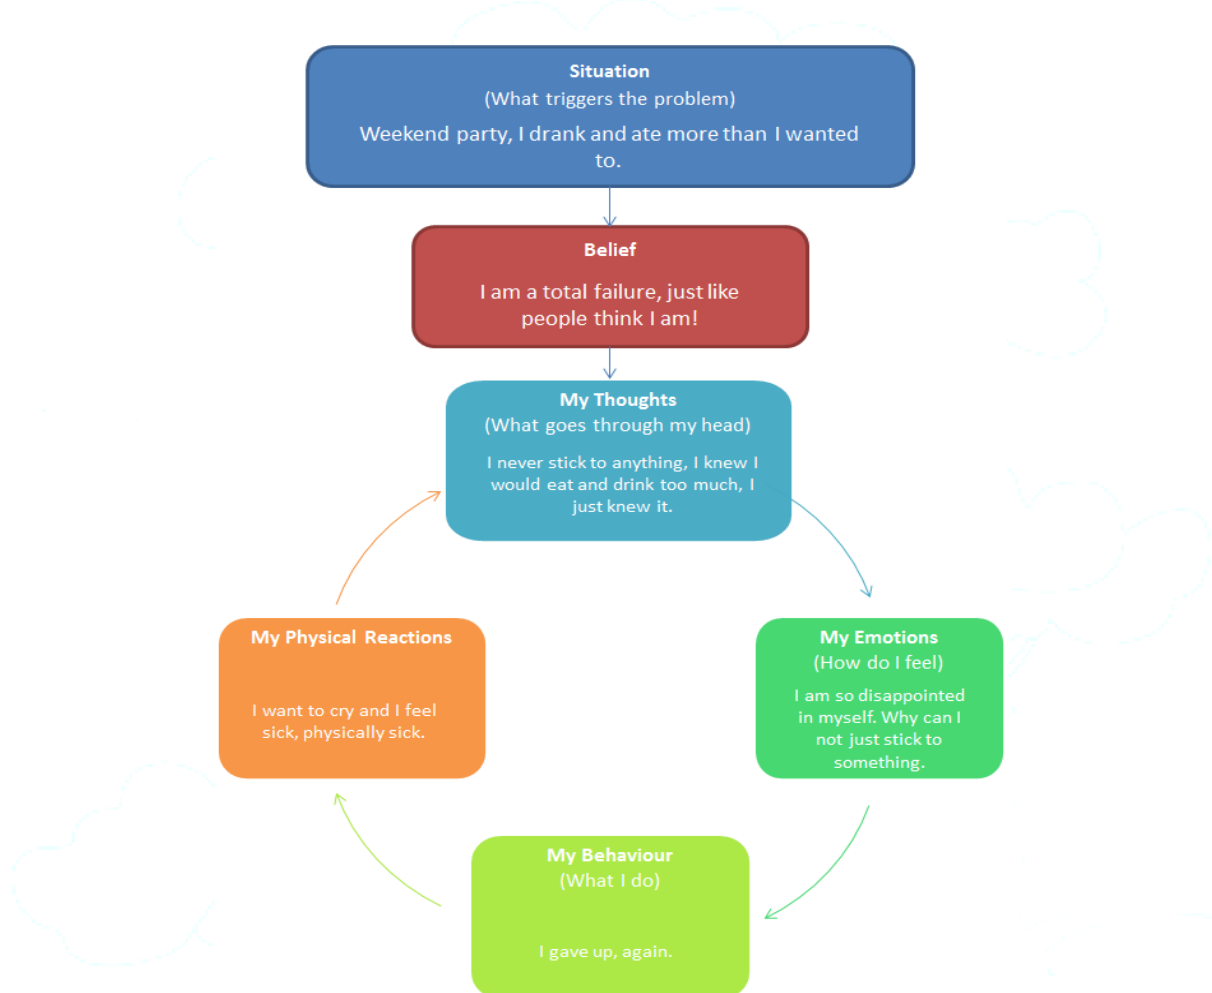 Situation
(What triggers the problem)
Weekend party, I drank and ate more than I wanted
to.
Belief
I am a total failure, just like
people think I am!
My Thoughts
(What goes through my head)
I never stick to anything, I knew I
would eat and drink too much, I
just knew it.
My Emotions
(How do I feel)
I am so disappointed
in myself. Why can I
not just stick to
something.
My Behaviour
(What I do)
I gave up, again.
My Physical Reactions
I want to cry and I feel
sick, physically sick.